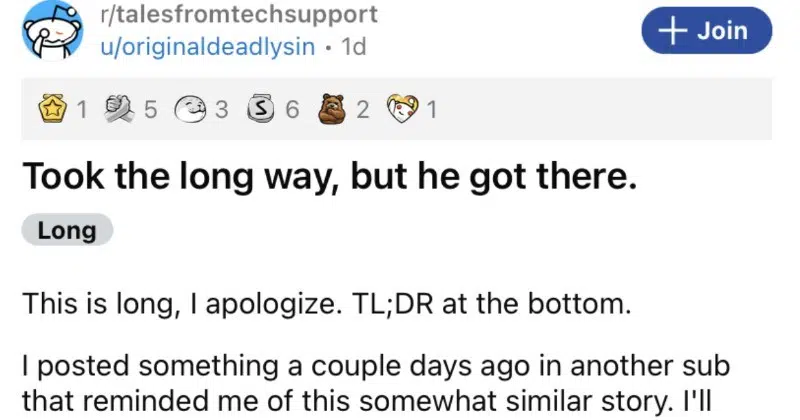 r/talesfromtechsupport
u/originaldeadlysin • 1d
+ Join
1 5 3 S 6 2 1
Took the long way, but he got there.
Long
This is long, I apologize. TL;DR at the bottom.
I posted something a couple days ago in another sub
that reminded me of this somewhat similar story. I'll